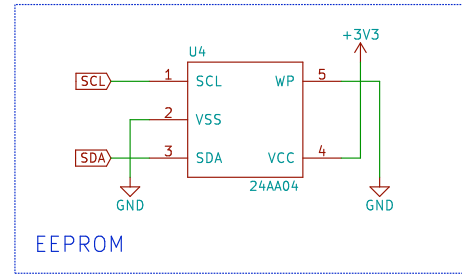 +3V3
U4
SCL 1 SCL WP 5
2 VSS
SDA 3 SDA VCC 4
24AA04
GND GND
EEPROM